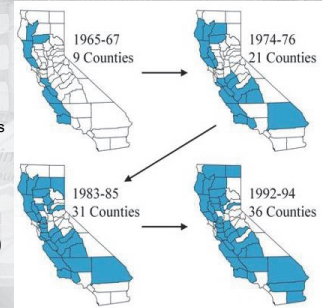 1965-67
9 Counties
1974-76
21 Counties
s
1983-85
31 Counties
1992-94
36 Counties
)